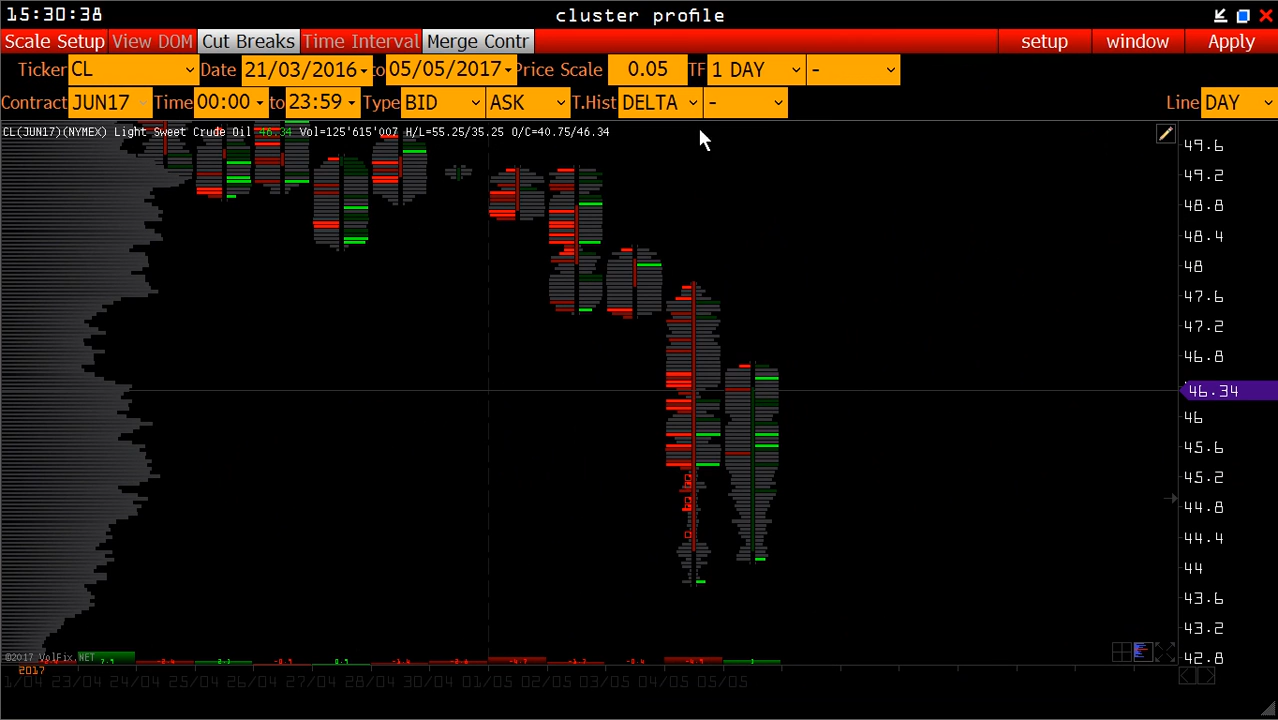 15:30:38 cluster profile
Scale Setup View DOM Cut Breaks Time Interval Merge Contr setup window Apply
Ticker CL Date 21/03/2016 to 05/05/2017 Price Scale 0.05 TF 1 DAY -
Contract JUN17 Time 00:00 to 23:59 Type BID ASK T.Hist DELTA - Line DAY
CL(JUN17)(NYMEX) Light Sweet Crude Oil 46.34 Vol=125'615'007 H/L=55.25/35.25 O/C=40.75/46.34
49.6
49.2
48.8
48.4
48
47.6
47.2
46.8
46.34
46
45.6
45.2
44.8
44.4
44
43.6
43.2
42.8
©2017 VolFix.NET
2017
1/04 23/04 24/04 25/04 26/04 27/04 28/04 30/04 01/05 02/05 03/05 04/05 05/05